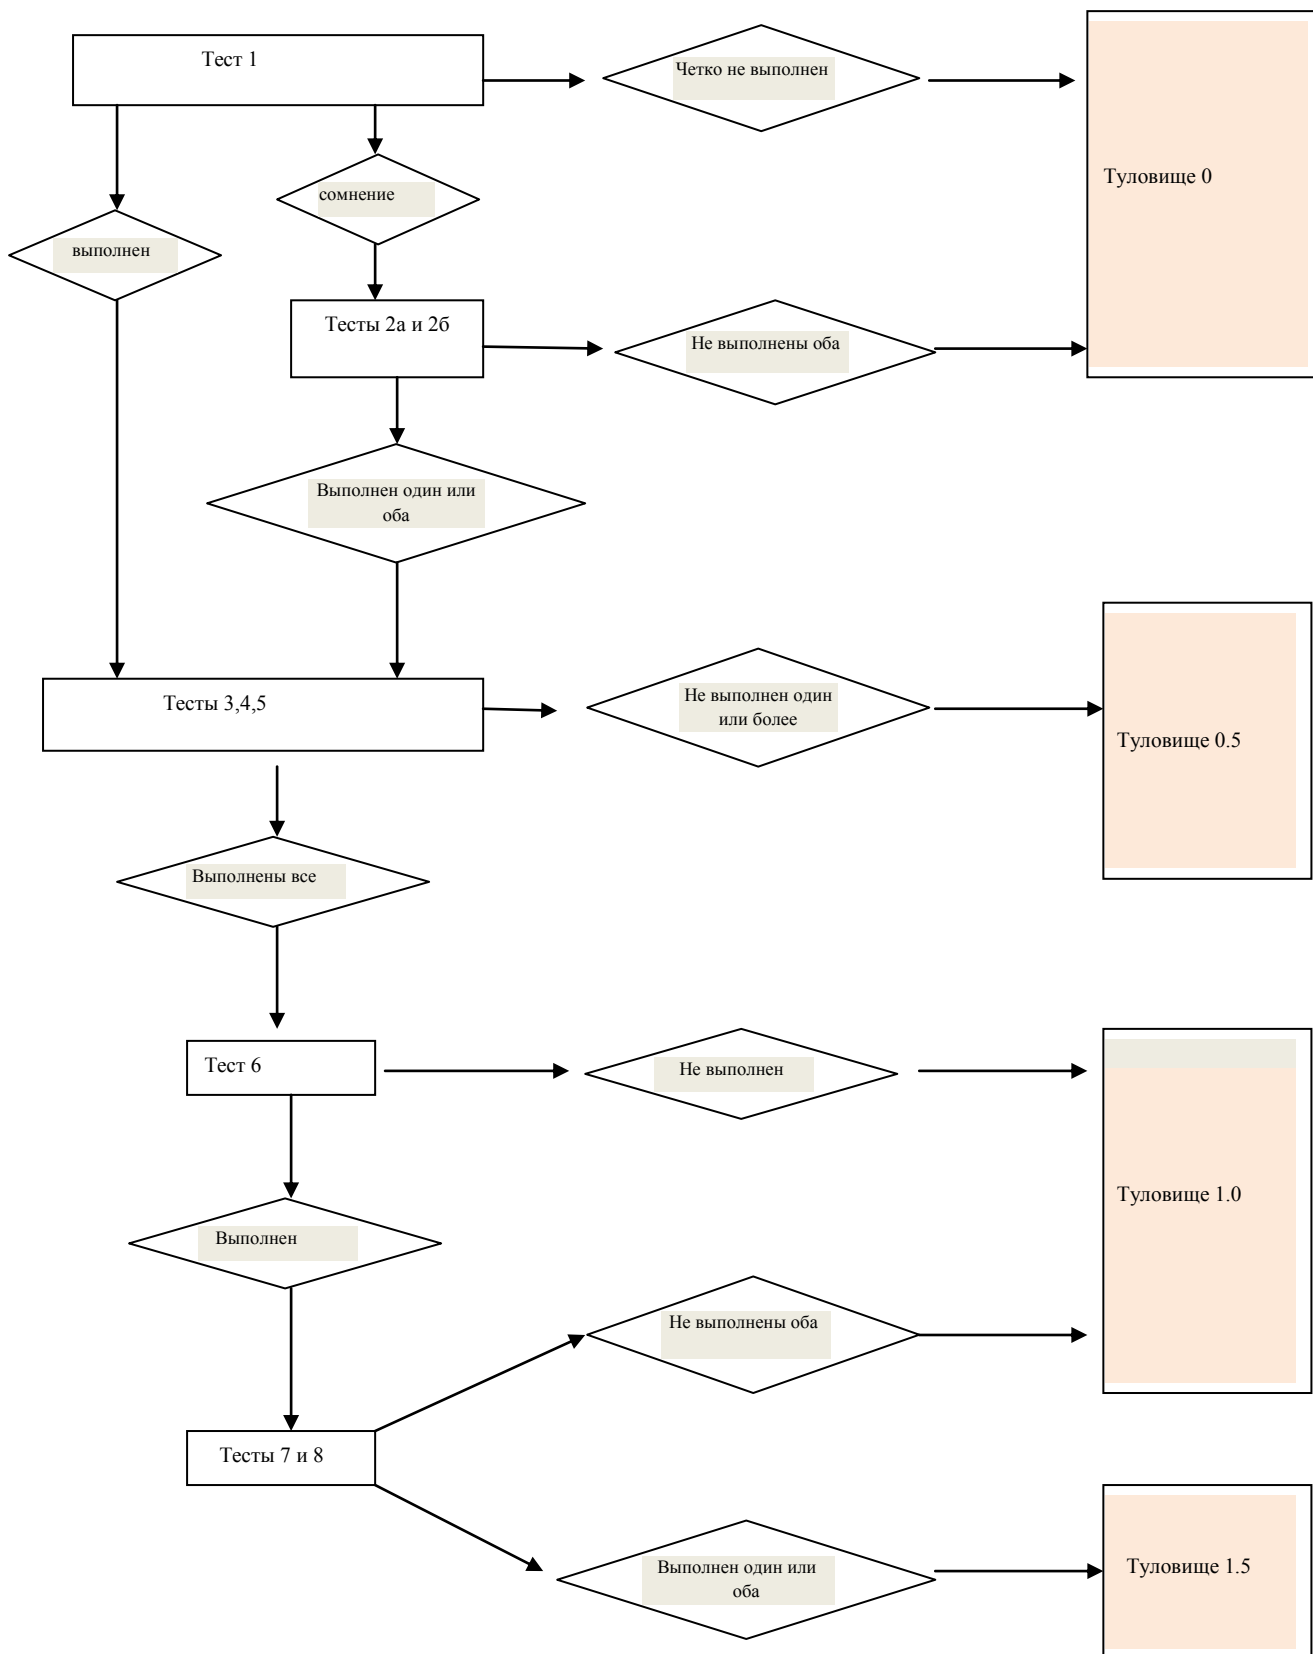 Тест 1
Четко не выполнен
Туловище 0
сомнение
выполнен
Тесты 2а и 2б
Не выполнены оба
Выполнен один или
оба
Тесты 3,4,5
Не выполнен один
или более
Туловище 0.5
Выполнены все
Тест 6
Не выполнен
Туловище 1.0
Выполнен
Не выполнены оба
Тесты 7 и 8
Выполнен один или
оба
Туловище 1.5